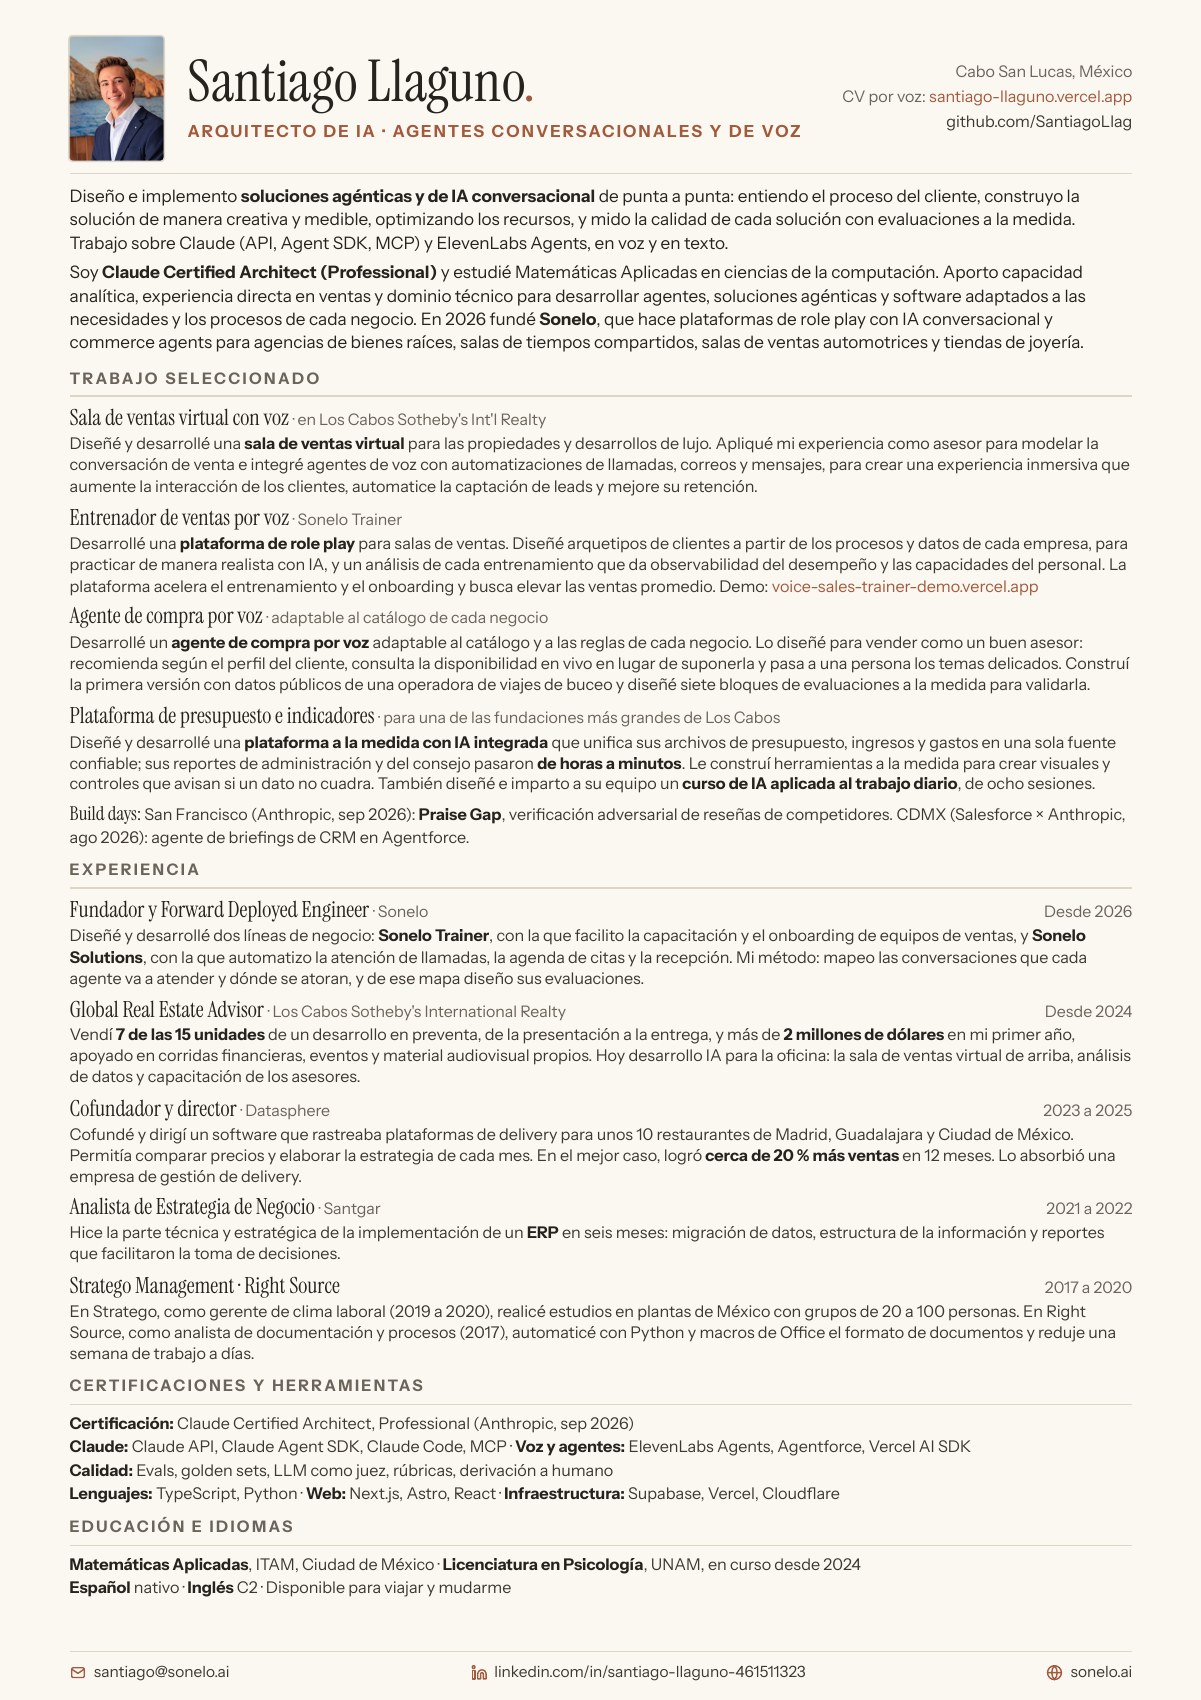 Santiago Llaguno.
ARQUITECTO DE IA · AGENTES CONVERSACIONALES Y DE VOZ
Cabo San Lucas, México
CV por voz: santiago-llaguno.vercel.app
github.com/SantiagoLlag
Diseño e implemento soluciones agénticas y de IA conversacional de punta a punta: entiendo el proceso del cliente, construyo la
solución de manera creativa y medible, optimizando los recursos, y mido la calidad de cada solución con evaluaciones a la medida.
Trabajo sobre Claude (API, Agent SDK, MCP) y ElevenLabs Agents, en voz y en texto.
Soy Claude Certified Architect (Professional) y estudié Matemáticas Aplicadas en ciencias de la computación. Aporto capacidad
analítica, experiencia directa en ventas y dominio técnico para desarrollar agentes, soluciones agénticas y software adaptados a las
necesidades y los procesos de cada negocio. En 2026 fundé Sonelo, que hace plataformas de role play con IA conversacional y
commerce agents para agencias de bienes raíces, salas de tiempos compartidos, salas de ventas automotrices y tiendas de joyería.
TRABAJO SELECCIONADO
Sala de ventas virtual con voz · en Los Cabos Sotheby's Int'l Realty
Diseñé y desarrollé una sala de ventas virtual para las propiedades y desarrollos de lujo. Apliqué mi experiencia como asesor para modelar la
conversación de venta e integré agentes de voz con automatizaciones de llamadas, correos y mensajes, para crear una experiencia inmersiva que
aumente la interacción de los clientes, automatice la captación de leads y mejore su retención.
Entrenador de ventas por voz · Sonelo Trainer
Desarrollé una plataforma de role play para salas de ventas. Diseñé arquetipos de clientes a partir de los procesos y datos de cada empresa, para
practicar de manera realista con IA, y un análisis de cada entrenamiento que da observabilidad del desempeño y las capacidades del personal. La
plataforma acelera el entrenamiento y el onboarding y busca elevar las ventas promedio. Demo: voice-sales-trainer-demo.vercel.app
Agente de compra por voz · adaptable al catálogo de cada negocio
Desarrollé un agente de compra por voz adaptable al catálogo y a las reglas de cada negocio. Lo diseñé para vender como un buen asesor:
recomienda según el perfil del cliente, consulta la disponibilidad en vivo en lugar de suponerla y pasa a una persona los temas delicados. Construí
la primera versión con datos públicos de una operadora de viajes de buceo y diseñé siete bloques de evaluaciones a la medida para validarla.
Plataforma de presupuesto e indicadores · para una de las fundaciones más grandes de Los Cabos
Diseñé y desarrollé una plataforma a la medida con IA integrada que unifica sus archivos de presupuesto, ingresos y gastos en una sola fuente
confiable; sus reportes de administración y del consejo pasaron de horas a minutos. Le construí herramientas a la medida para crear visuales y
controles que avisan si un dato no cuadra. También diseñé e imparto a su equipo un curso de IA aplicada al trabajo diario, de ocho sesiones.
Build days: San Francisco (Anthropic, sep 2026): Praise Gap, verificación adversarial de reseñas de competidores. CDMX (Salesforce × Anthropic,
ago 2026): agente de briefings de CRM en Agentforce.
EXPERIENCIA
Fundador y Forward Deployed Engineer · Sonelo Desde 2026
Diseñé y desarrollé dos líneas de negocio: Sonelo Trainer, con la que facilito la capacitación y el onboarding de equipos de ventas, y Sonelo
Solutions, con la que automatizo la atención de llamadas, la agenda de citas y la recepción. Mi método: mapeo las conversaciones que cada
agente va a atender y dónde se atoran, y de ese mapa diseño sus evaluaciones.
Global Real Estate Advisor · Los Cabos Sotheby's International Realty Desde 2024
Vendí 7 de las 15 unidades de un desarrollo en preventa, de la presentación a la entrega, y más de 2 millones de dólares en mi primer año,
apoyado en corridas financieras, eventos y material audiovisual propios. Hoy desarrollo IA para la oficina: la sala de ventas virtual de arriba, análisis
de datos y capacitación de los asesores.
Cofundador y director · Datasphere 2023 a 2025
Cofundé y dirigí un software que rastreaba plataformas de delivery para unos 10 restaurantes de Madrid, Guadalajara y Ciudad de México.
Permitía comparar precios y elaborar la estrategia de cada mes. En el mejor caso, logró cerca de 20 % más ventas en 12 meses. Lo absorbió una
empresa de gestión de delivery.
Analista de Estrategia de Negocio · Santgar 2021 a 2022
Hice la parte técnica y estratégica de la implementación de un ERP en seis meses: migración de datos, estructura de la información y reportes
que facilitaron la toma de decisiones.
Stratego Management · Right Source 2017 a 2020
En Stratego, como gerente de clima laboral (2019 a 2020), realicé estudios en plantas de México con grupos de 20 a 100 personas. En Right
Source, como analista de documentación y procesos (2017), automaticé con Python y macros de Office el formato de documentos y reduje una
semana de trabajo a días.
CERTIFICACIONES Y HERRAMIENTAS
Certificación: Claude Certified Architect, Professional (Anthropic, sep 2026)
Claude: Claude API, Claude Agent SDK, Claude Code, MCP · Voz y agentes: ElevenLabs Agents, Agentforce, Vercel AI SDK
Calidad: Evals, golden sets, LLM como juez, rúbricas, derivación a humano
Lenguajes: TypeScript, Python · Web: Next.js, Astro, React · Infraestructura: Supabase, Vercel, Cloudflare
EDUCACIÓN E IDIOMAS
Matemáticas Aplicadas, ITAM, Ciudad de México · Licenciatura en Psicología, UNAM, en curso desde 2024
Español nativo · Inglés C2 · Disponible para viajar y mudarme
santiago@sonelo.ai linkedin.com/in/santiago-llaguno-461511323 sonelo.ai